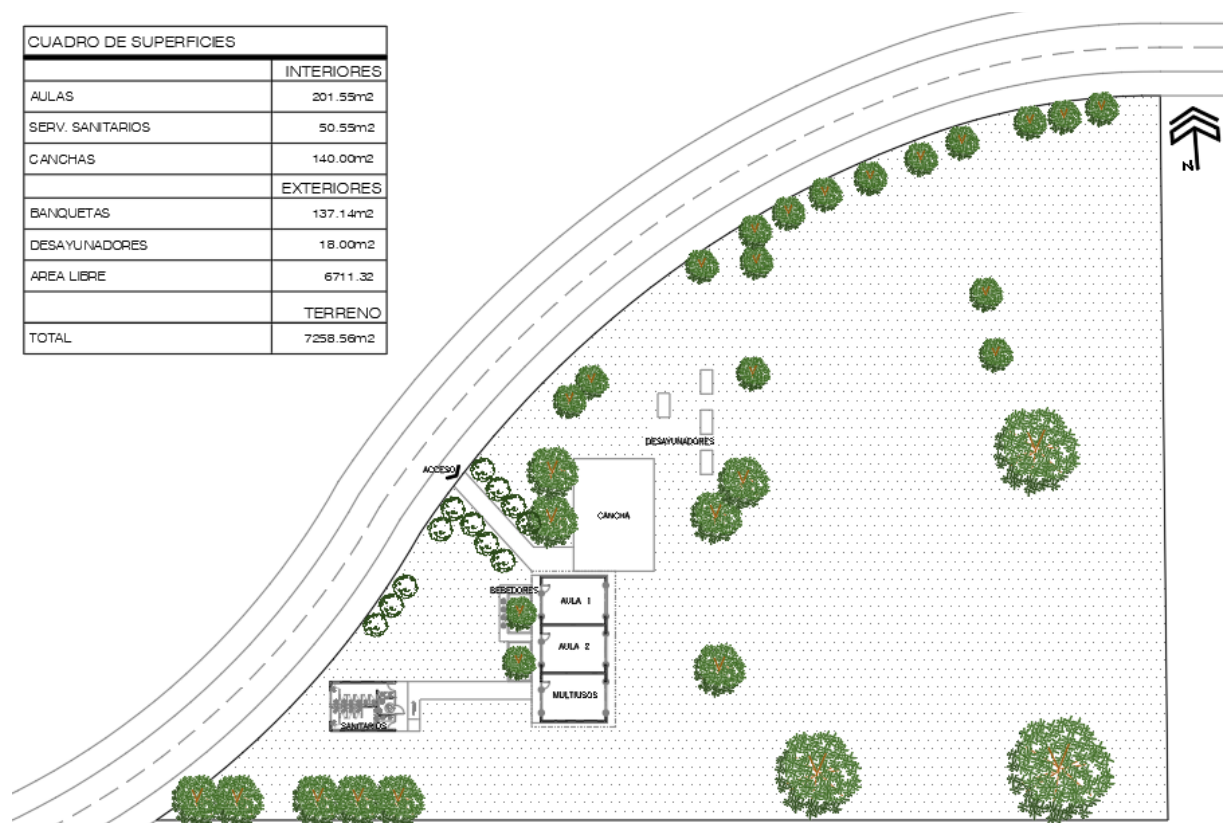 CUADRO DE SUPERFICIES
INTERIORES
AULAS 201.55m2
SERV. SANITARIOS 50.55m2
CANCHAS 140.00m2
EXTERIORES
BANQUETAS 137.14m2
DESAYUNADORES 18.00m2
AREA LIBRE 6711.32
TERRENO
TOTAL 7258.56m2
N
DESAYUNADORES
ACCESO
CANCHA
BEBEDORES
AULA 1
AULA 2
MULTIUSOS
SANITARIOS